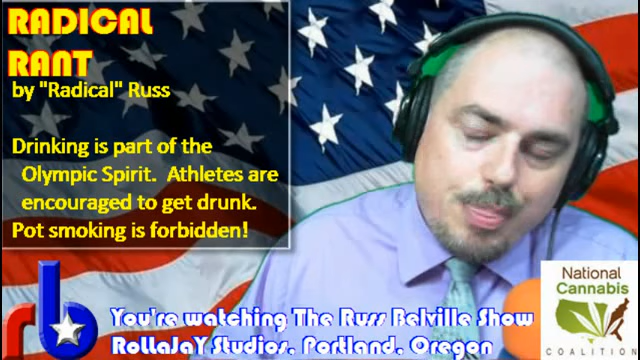 RADICAL
RANT
by "Radical" Russ
Drinking is part of the
Olympic Spirit. Athletes are
encouraged to get drunk.
Pot smoking is forbidden!
rb
You're watching The Russ Belville Show
RoLLaJaY Studios, Portland, Oregon
National
Cannabis
COALITION